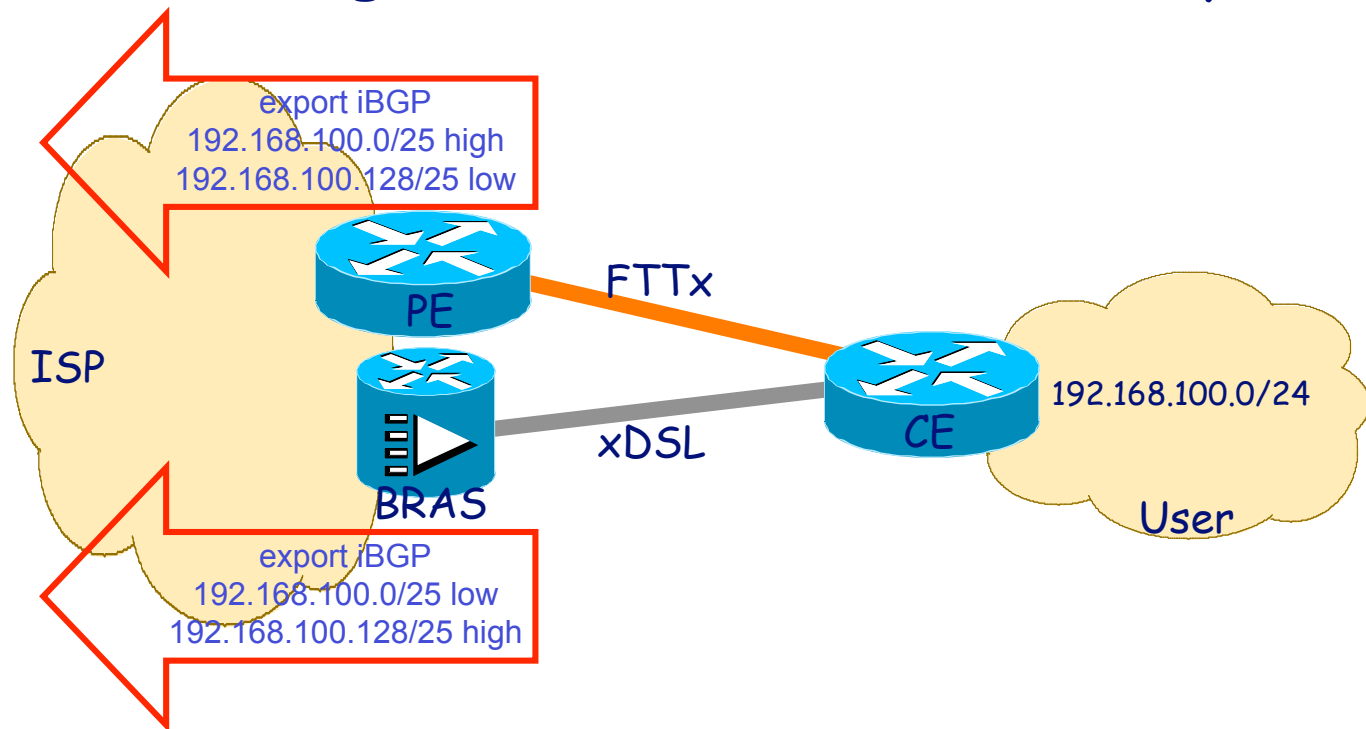 export iBGP
192.168.100.0/25 high
192.168.100.128/25 low
FTTx
PE
ISP
192.168.100.0/24
CE
xDSL
BRAS
User
export iBGP
192.168.100.0/25 low
192.168.100.128/25 high